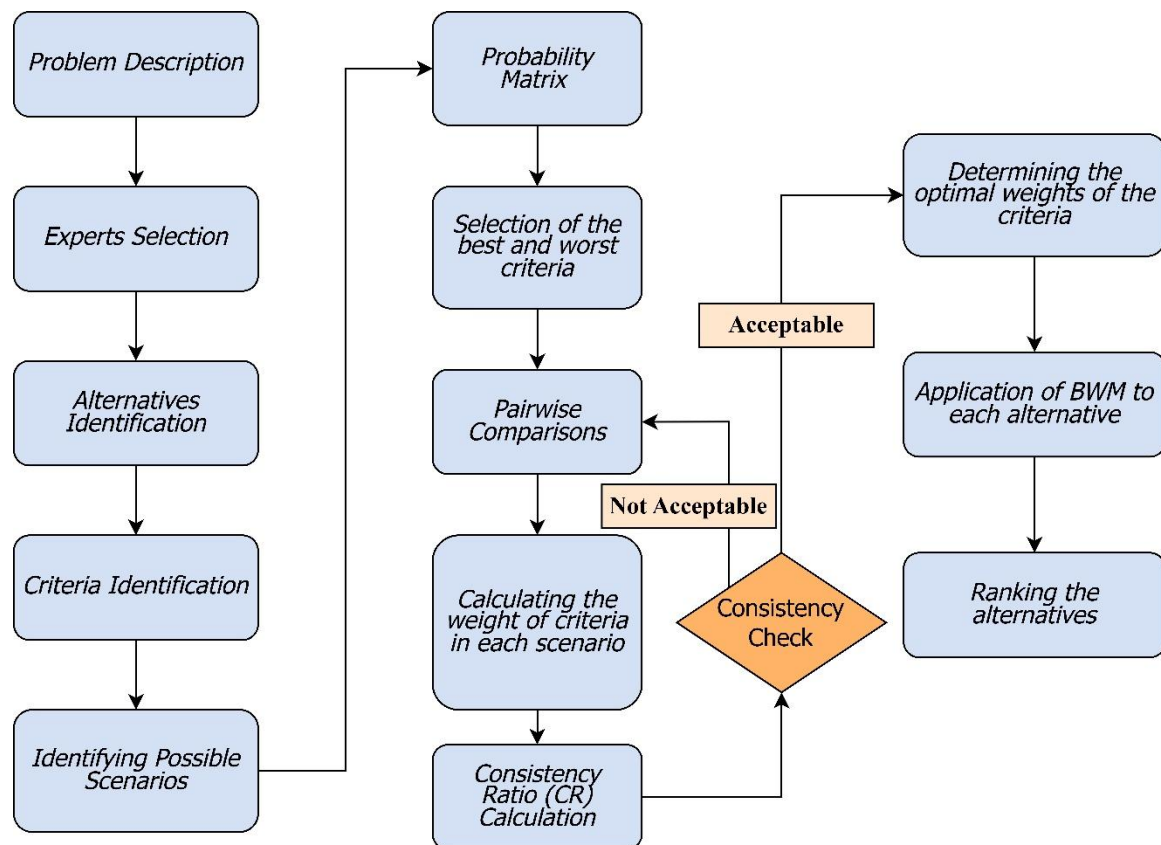 Problem Description
Experts Selection
Alternatives
Identification
Criteria Identification
Identifying Possible
Scenarios
Probability
Matrix
Selection of the
best and worst
criteria
Pairwise
Comparisons
Calculating the
weight of criteria
in each scenario
Consistency
Ratio (CR)
Calculation
Not Acceptable
Consistency
Check
Acceptable
Determining the
optimal weights of the
criteria
Application of BWM to
each alternative
Ranking the
alternatives